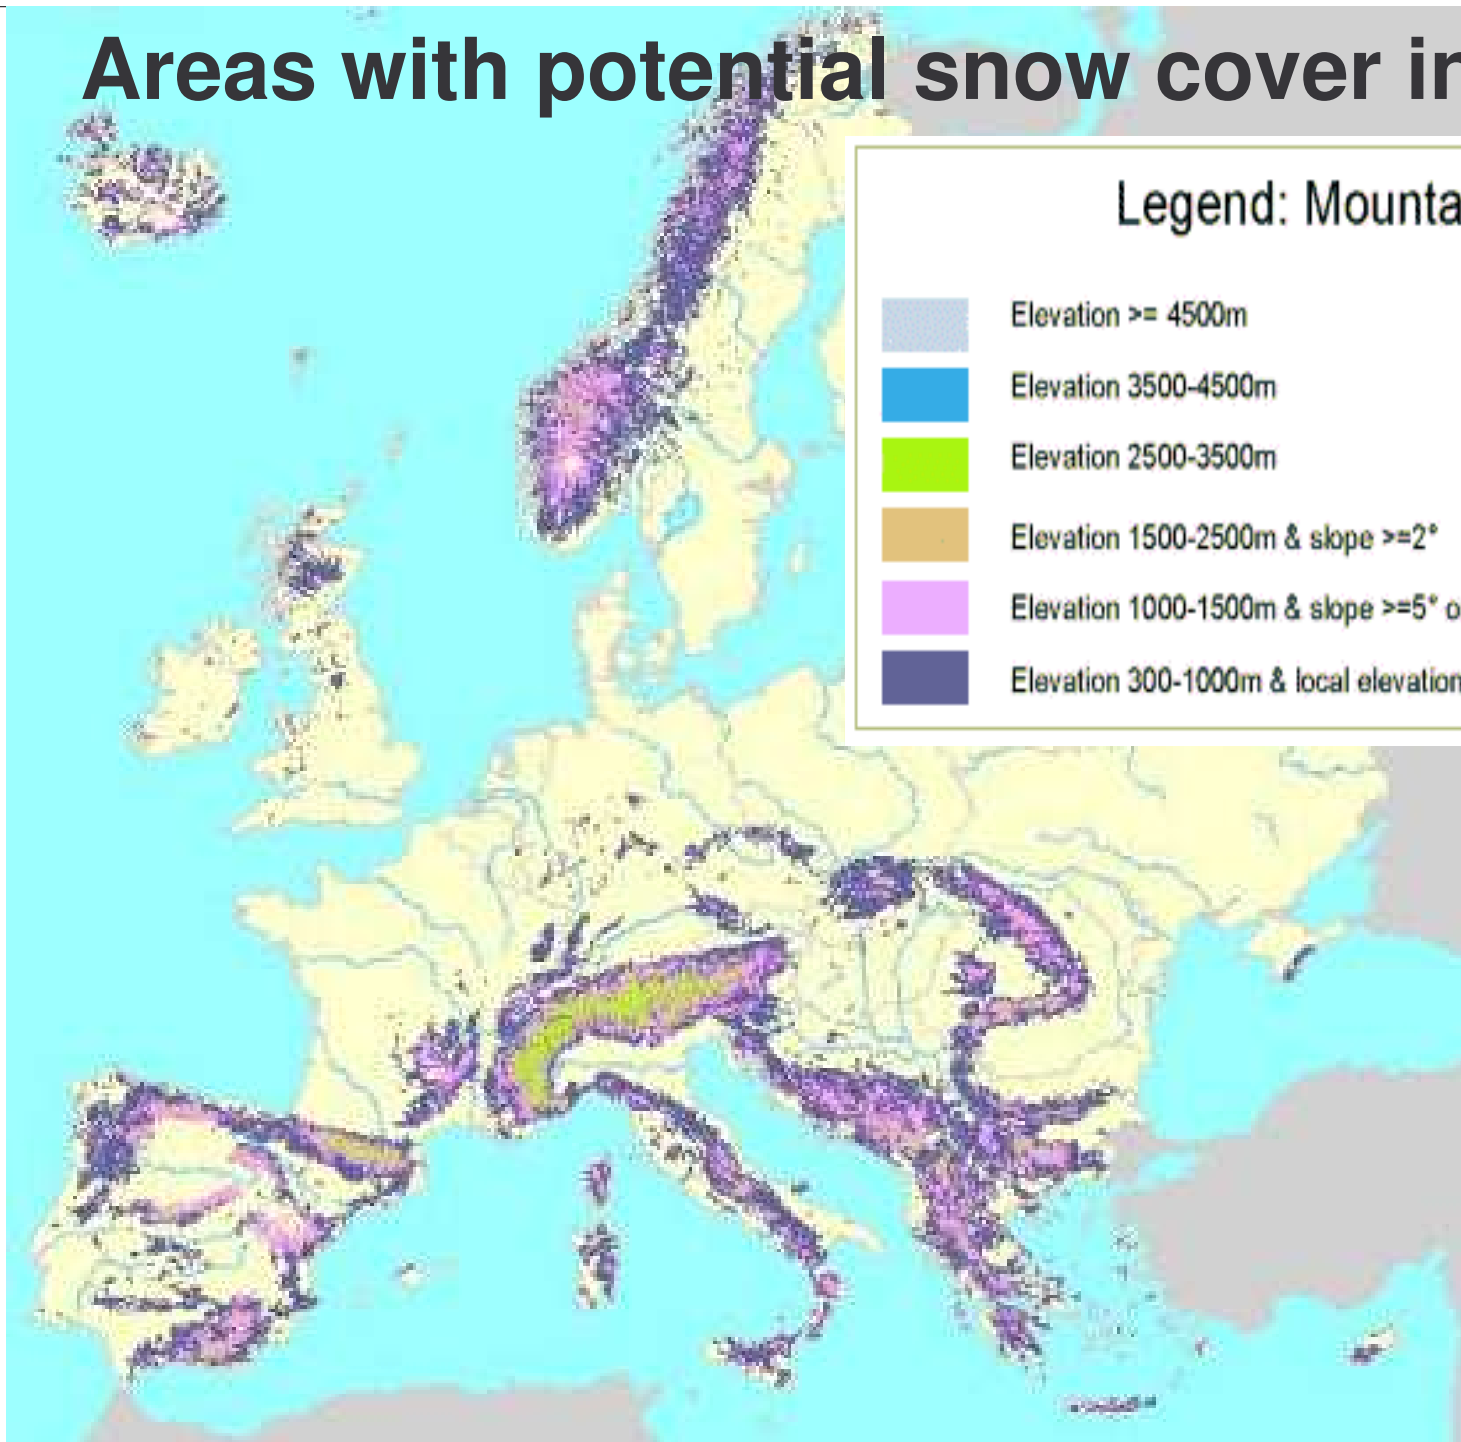 Areas with potential snow cover in
Legend: Mounta
Elevation >= 4500m
Elevation 3500-4500m
Elevation 2500-3500m
Elevation 1500-2500m & slope >=2°
Elevation 1000-1500m & slope >=5° o
Elevation 300-1000m & local elevation